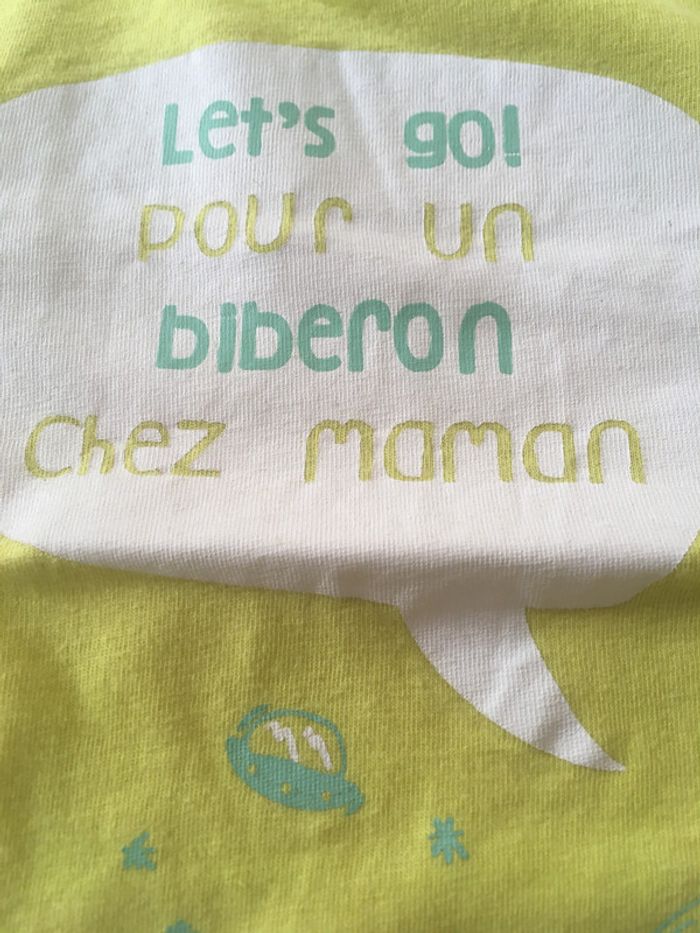 Let's go!
pour un
biberon
chez maman